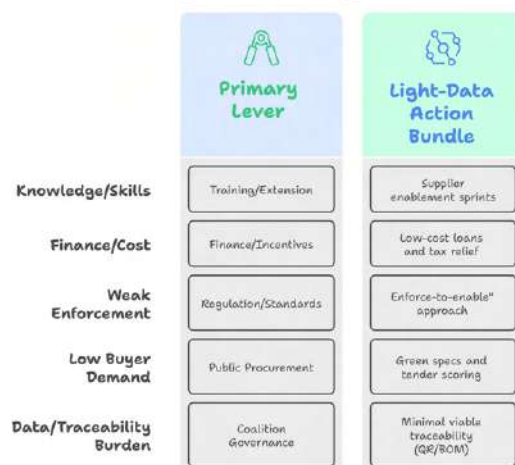 Primary
Lever
Light-Data
Action
Bundle
Knowledge/Skills
Training/Extension
Supplier
enablement sprints
Finance/Cost
Finance/Incentives
Low-cost loans
and tax relief
Weak
Enforcement
Regulation/Standards
Enforce-to-enable"
approach
Low Buyer
Demand
Public Procurement
Green specs and
tender scoring
Data/Traceability
Burden
Coalition
Governance
Minimal viable
traceability
(QR/BOM)